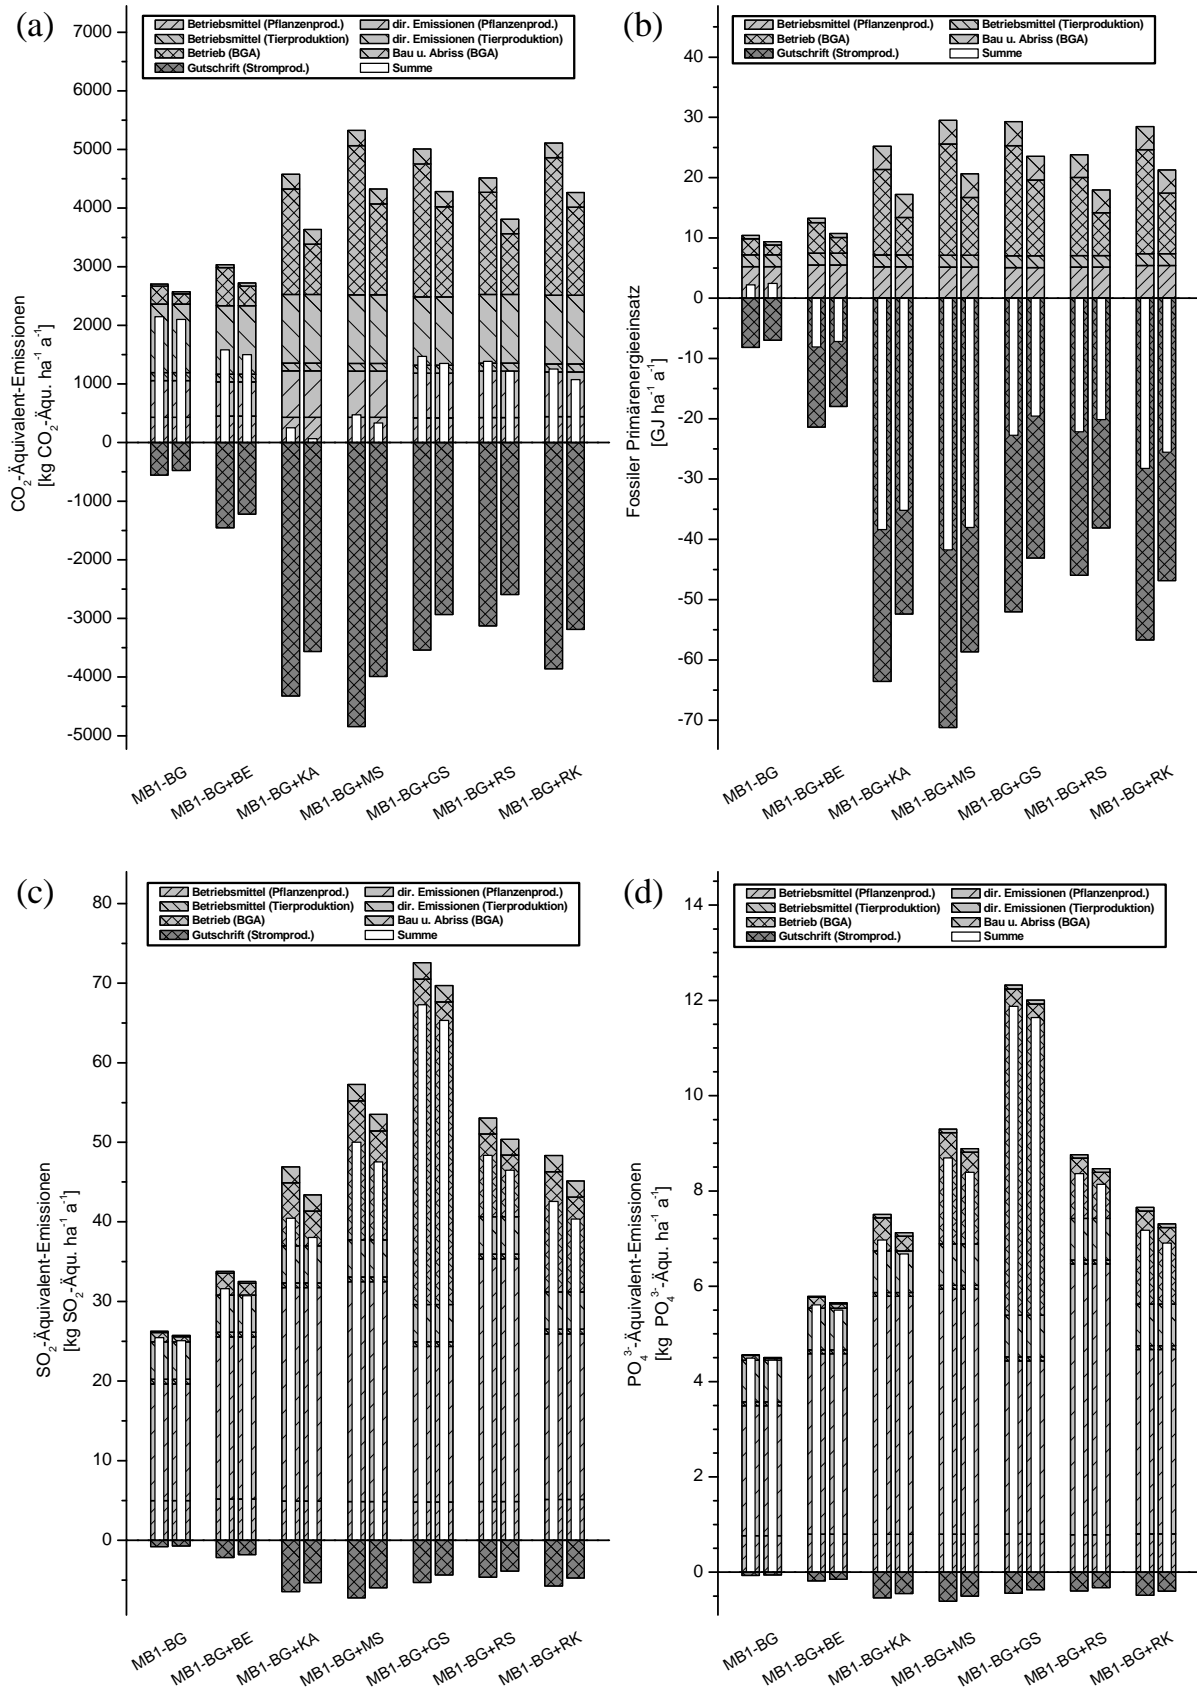 (a)
Betriebsmittel (Pflanzenprod.) dir. Emissionen (Pflanzenprod.)
Betriebsmittel (Tierproduktion) dir. Emissionen (Tierproduktion)
Betrieb (BGA) Bau u. Abriss (BGA)
Gutschrift (Stromprod.) Summe
7000
6000
5000
4000
3000
2000
1000
0
-1000
-2000
-3000
-4000
-5000
CO₂-Äquivalent-Emissionen
[kg CO₂-Äqu. ha⁻¹ a⁻¹]
MB1-BG
MB1-BG+BE
MB1-BG+KA
MB1-BG+MS
MB1-BG+GS
MB1-BG+RS
MB1-BG+RK
(b)
Betriebsmittel (Pflanzenprod.) Betriebsmittel (Tierproduktion)
Betrieb (BGA) Bau u. Abriss (BGA)
Gutschrift (Stromprod.) Summe
40
30
20
10
0
-10
-20
-30
-40
-50
-60
-70
Fossiler Primärenergieeinsatz
[GJ ha⁻¹ a⁻¹]
MB1-BG
MB1-BG+BE
MB1-BG+KA
MB1-BG+MS
MB1-BG+GS
MB1-BG+RS
MB1-BG+RK
(c)
Betriebsmittel (Pflanzenprod.) dir. Emissionen (Pflanzenprod.)
Betriebsmittel (Tierproduktion) dir. Emissionen (Tierproduktion)
Betrieb (BGA) Bau u. Abriss (BGA)
Gutschrift (Stromprod.) Summe
80
70
60
50
40
30
20
10
0
SO₂-Äquivalent-Emissionen
[kg SO₂-Äqu. ha⁻¹ a⁻¹]
MB1-BG
MB1-BG+BE
MB1-BG+KA
MB1-BG+MS
MB1-BG+GS
MB1-BG+RS
MB1-BG+RK
(d)
Betriebsmittel (Pflanzenprod.) dir. Emissionen (Pflanzenprod.)
Betriebsmittel (Tierproduktion) dir. Emissionen (Tierproduktion)
Betrieb (BGA) Bau u. Abriss (BGA)
Gutschrift (Stromprod.) Summe
14
12
10
8
6
4
2
0
PO₄³⁻-Äquivalent-Emissionen
[kg PO₄³⁻-Äqu. ha⁻¹ a⁻¹]
MB1-BG
MB1-BG+BE
MB1-BG+KA
MB1-BG+MS
MB1-BG+GS
MB1-BG+RS
MB1-BG+RK